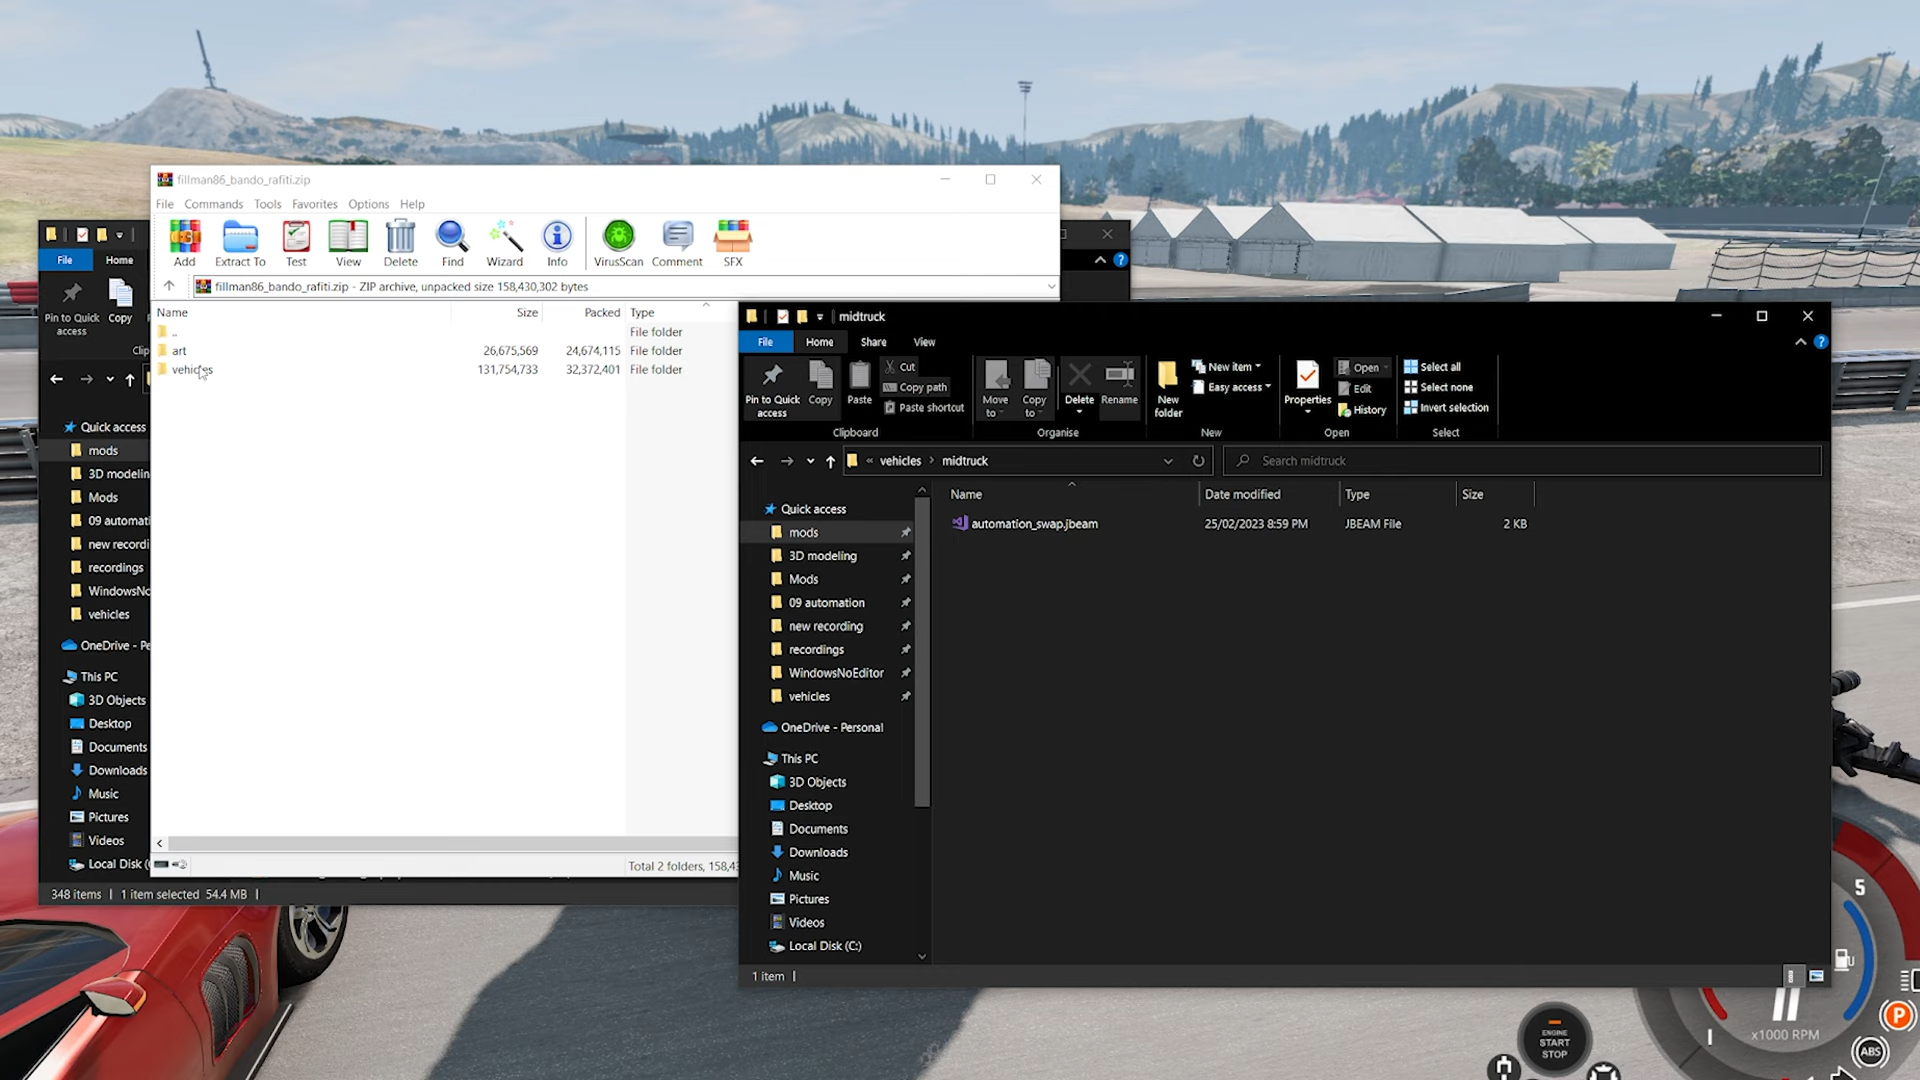 fillman86_bando_rafiti.zip
File Commands Tools Favorites Options Help
Add Extract To Test View Delete Find Wizard Info VirusScan Comment SFX
fillman86_bando_rafiti.zip - ZIP archive, unpacked size 158,430,302 bytes
Name Size Packed Type
.. File folder
art 26,675,569 24,674,115 File folder
vehicles 131,754,733 32,372,401 File folder
Total 2 folders, 158,43
File Home
Pin to Quick access Copy
Clip
Quick access
mods
3D modelin
Mods
09 automati
new recordi
recordings
WindowsNo
vehicles
OneDrive - Pe
This PC
3D Objects
Desktop
Documents
Downloads
Music
Pictures
Videos
Local Disk (
348 items 1 item selected 54.4 MB
midtruck
File Home Share View
Pin to Quick access
Copy
Paste
Cut
Copy path
Paste shortcut
Clipboard
Move to
Copy to
Delete
Rename
Organise
New folder
New item
Easy access
New
Properties
Open
Edit
History
Open
Select all
Select none
Invert selection
Select
« vehicles > midtruck
Search midtruck
Name Date modified Type Size
automation_swap.jbeam 25/02/2023 8:59 PM JBEAM File 2 KB
Quick access
mods
3D modeling
Mods
09 automation
new recording
recordings
WindowsNoEditor
vehicles
OneDrive - Personal
This PC
3D Objects
Desktop
Documents
Downloads
Music
Pictures
Videos
Local Disk (C:)
1 item
5
x1000 RPM
P
ABS
ENGINE
START
STOP